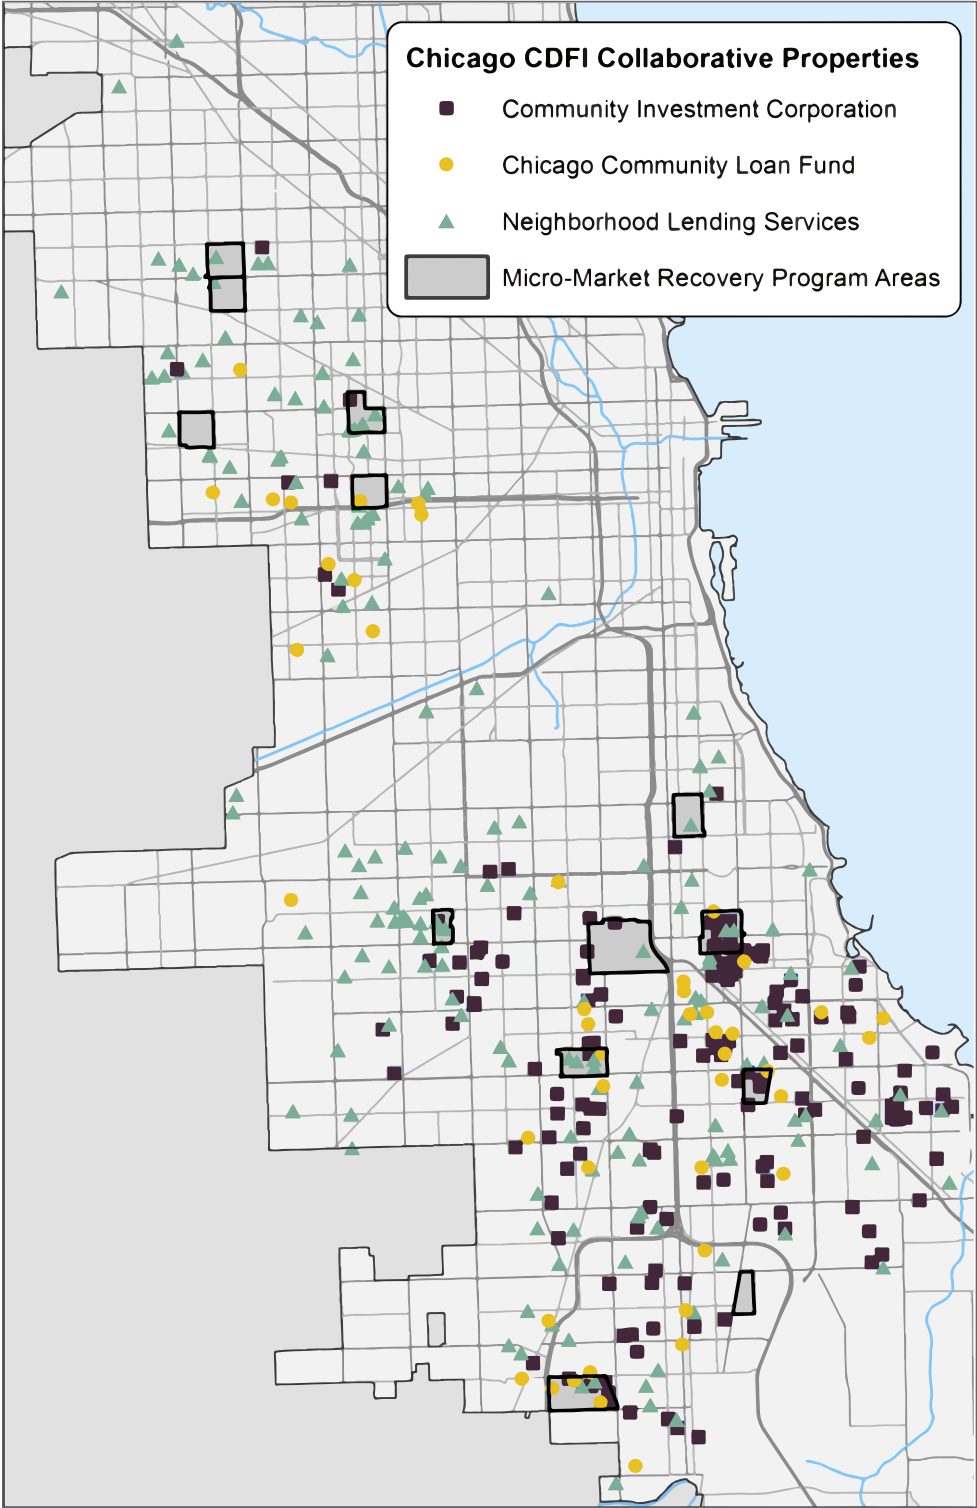 Chicago CDFI Collaborative Properties
Community Investment Corporation
Chicago Community Loan Fund
Neighborhood Lending Services
Micro-Market Recovery Program Areas